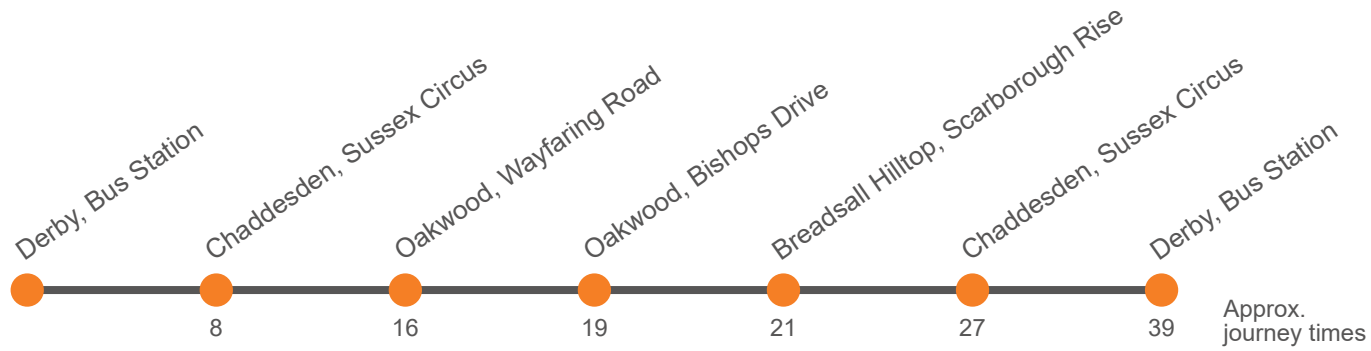 Derby, Bus Station
Chaddesden, Sussex Circus
Oakwood, Wayfaring Road
Oakwood, Bishops Drive
Breadsall Hilltop, Scarborough Rise
Chaddesden, Sussex Circus
Derby, Bus Station
8
16
19
21
27
39
Approx.
journey times